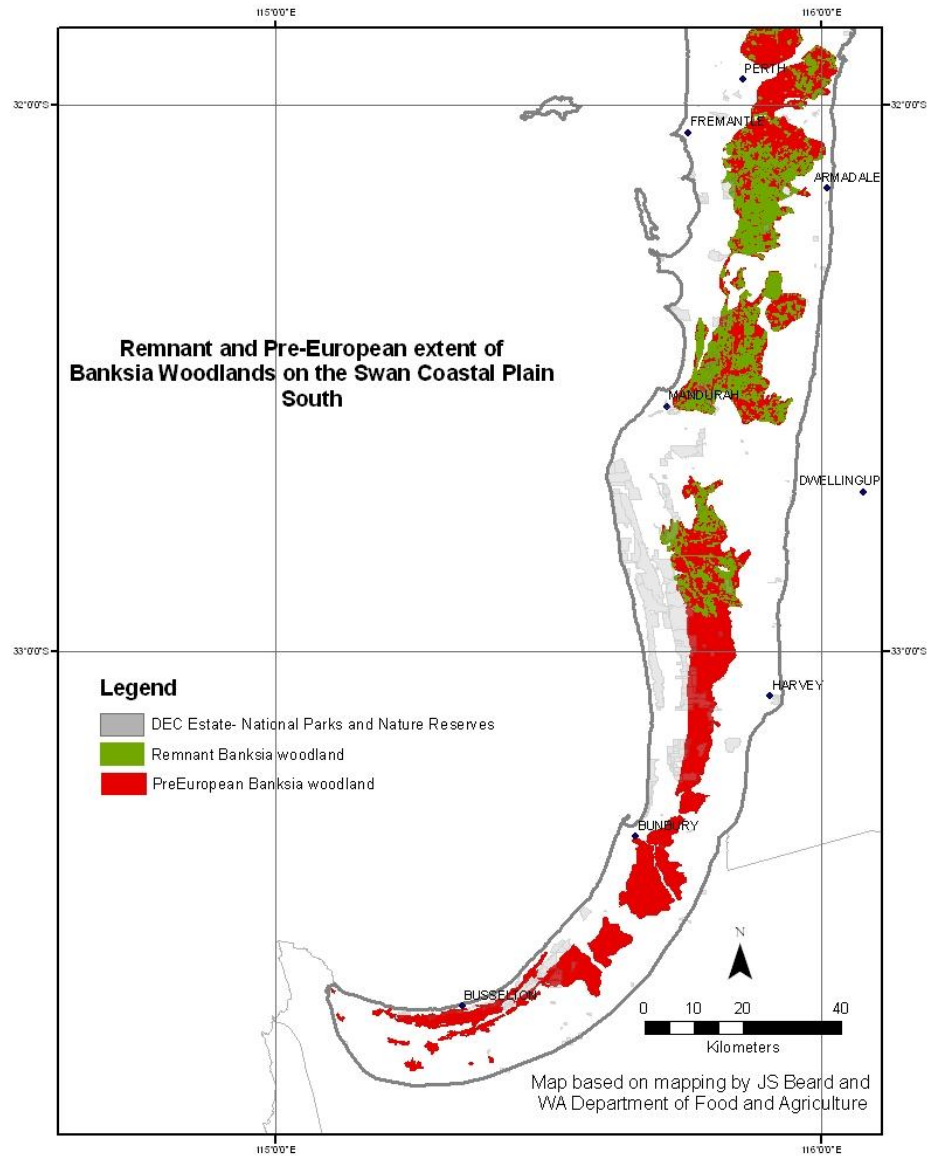 115°0'0"E 116°0'0"E
PERTH
32°0'0"S 32°0'0"S
FREMANTLE
ARMADALE
Remnant and Pre-European extent of
Banksia Woodlands on the Swan Coastal Plain
South
MANDURAH
DWELLINGUP
33°0'0"S 33°0'0"S
Legend
HARVEY
DEC Estate- National Parks and Nature Reserves
Remnant Banksia woodland
PreEuropean Banksia woodland
BUNBURY
N
BUSSELTON
0 5 10 20 40
Kilometers
Map based on mapping by JS Beard and
WA Department of Food and Agriculture
115°0'0"E 116°0'0"E